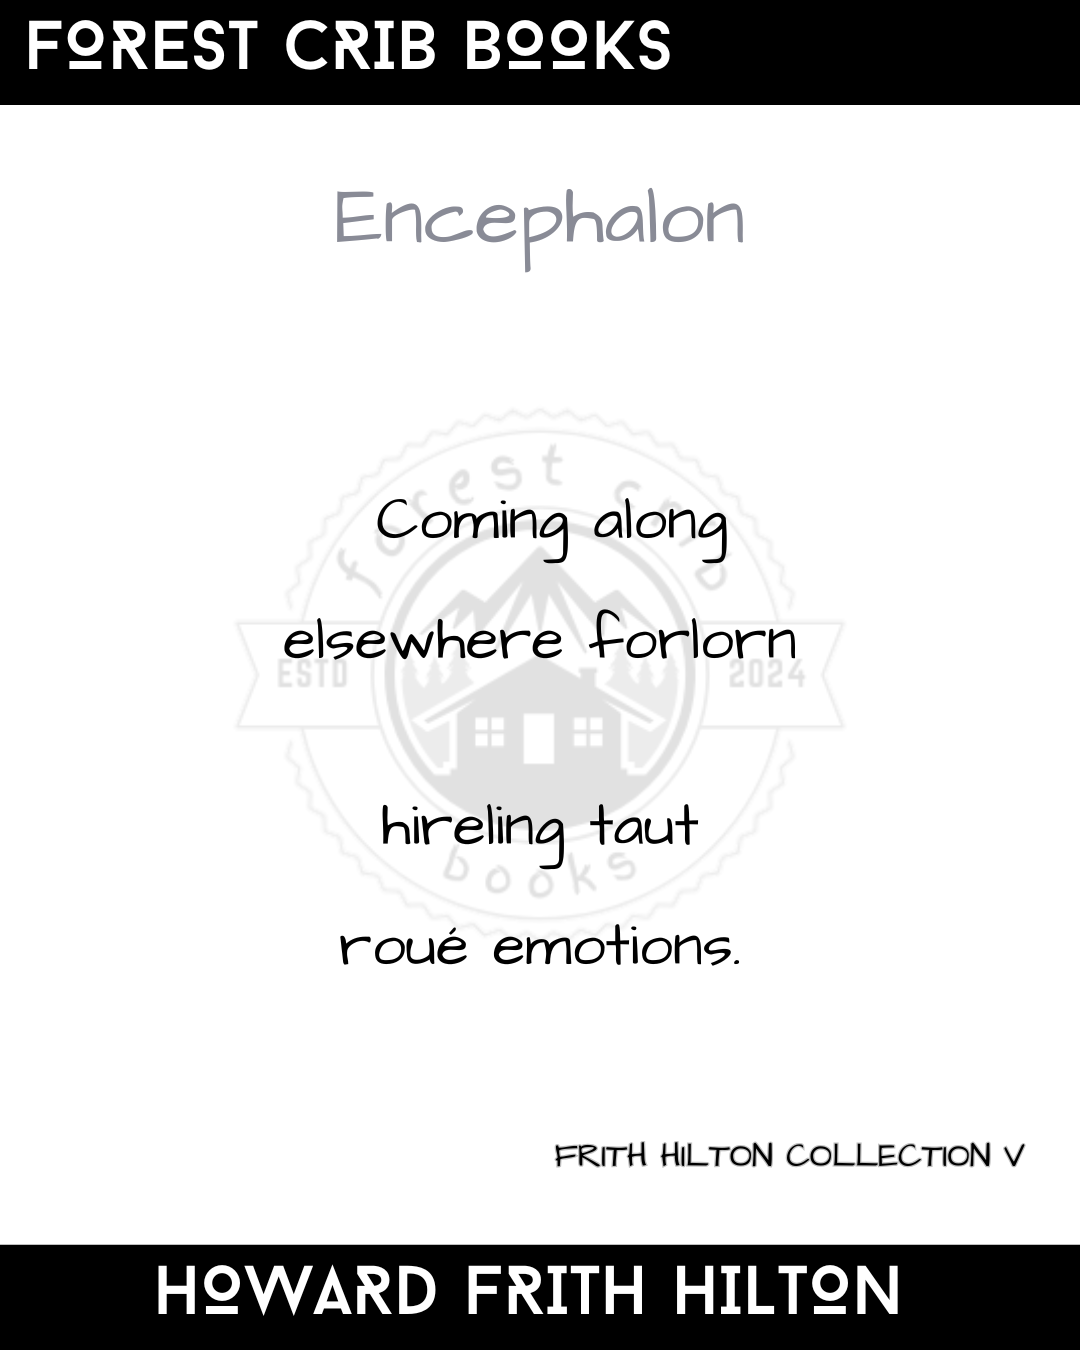 FOREST CRIB BOOKS
Encephalon
forest crib
Coming along
elsewhere forlorn
ESTD 2024
hireling taut
books
roué emotions.
FRITH HILTON COLLECTION V
HOWARD FRITH HILTON